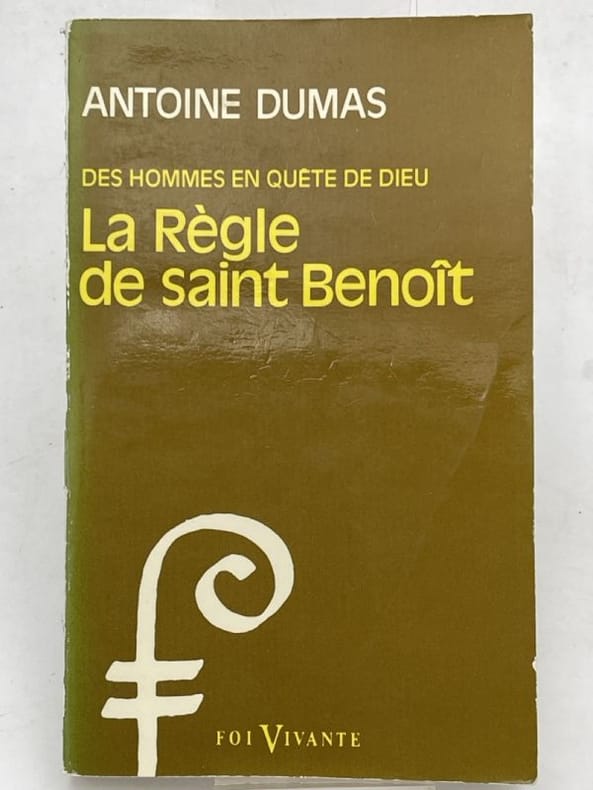 ANTOINE DUMAS
DES HOMMES EN QUÊTE DE DIEU
La Règle
de saint Benoît
FOI VIVANTE